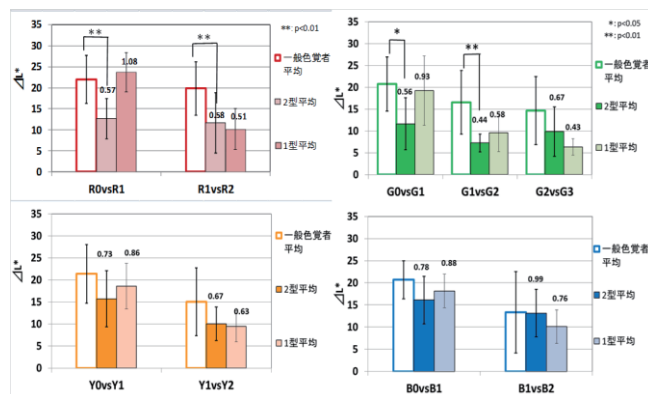 **: p<0.01
35
30
25
20
15
10
5
0
⊿L*
**
0.57
1.08
**
0.58
0.51
R0vsR1
R1vsR2
一般色覚者
平均
2型平均
1型平均
*: p<0.05
**: p<0.01
35
30
25
20
15
10
5
0
⊿L*
*
0.56
0.93
**
0.44
0.58
0.67
0.43
G0vsG1
G1vsG2
G2vsG3
一般色覚者
平均
2型平均
1型平均
35
30
25
20
15
10
5
0
⊿L*
0.73
0.86
0.67
0.63
Y0vsY1
Y1vsY2
一般色覚者
平均
2型平均
1型平均
35
30
25
20
15
10
5
0
⊿L*
0.78
0.88
0.99
0.76
B0vsB1
B1vsB2
一般色覚者
平均
2型平均
1型平均